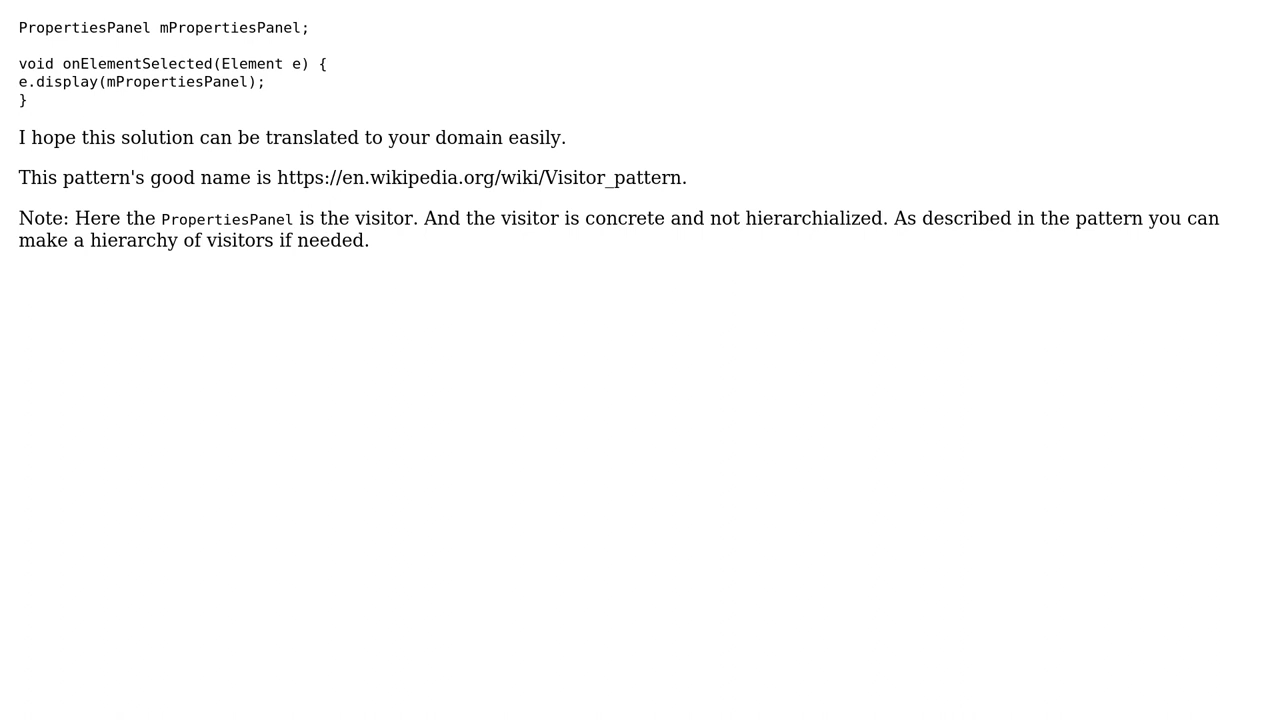 PropertiesPanel mPropertiesPanel;
void onElementSelected(Element e) {
e.display(mPropertiesPanel);
}
I hope this solution can be translated to your domain easily.
This pattern's good name is https://en.wikipedia.org/wiki/Visitor_pattern.
Note: Here the PropertiesPanel is the visitor. And the visitor is concrete and not hierarchialized. As described in the pattern you can
make a hierarchy of visitors if needed.